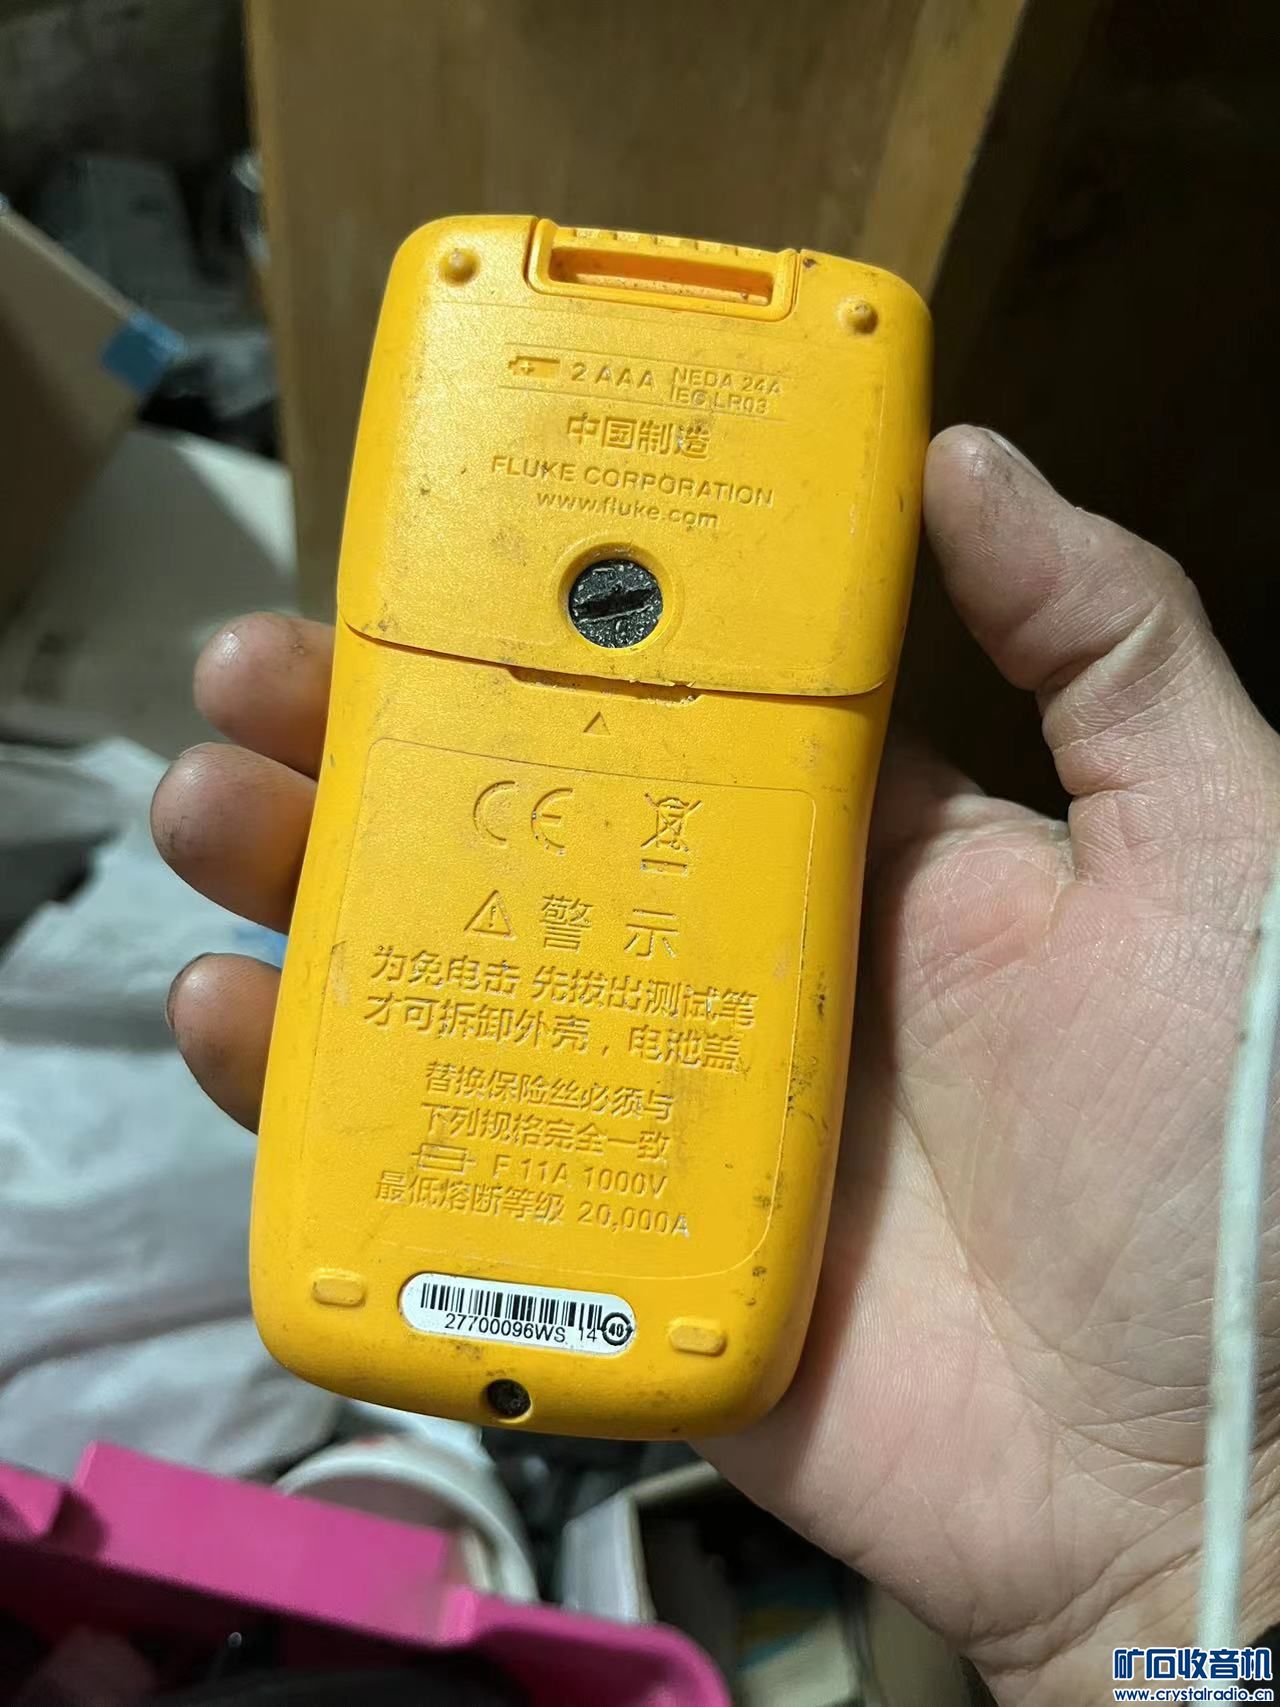 +
2 AAA NEDA 24A
IEC LR03
中国制造
FLUKE CORPORATION
www.fluke.com
CE
警示
为免电击 先拔出测试笔
才可拆卸外壳，电池盖
替换保险丝必须与
下列规格完全一致
F 11A 1000V
最低熔断等级 20,000A
27700096WS 14 40
矿石收音机
www.crystalradio.cn